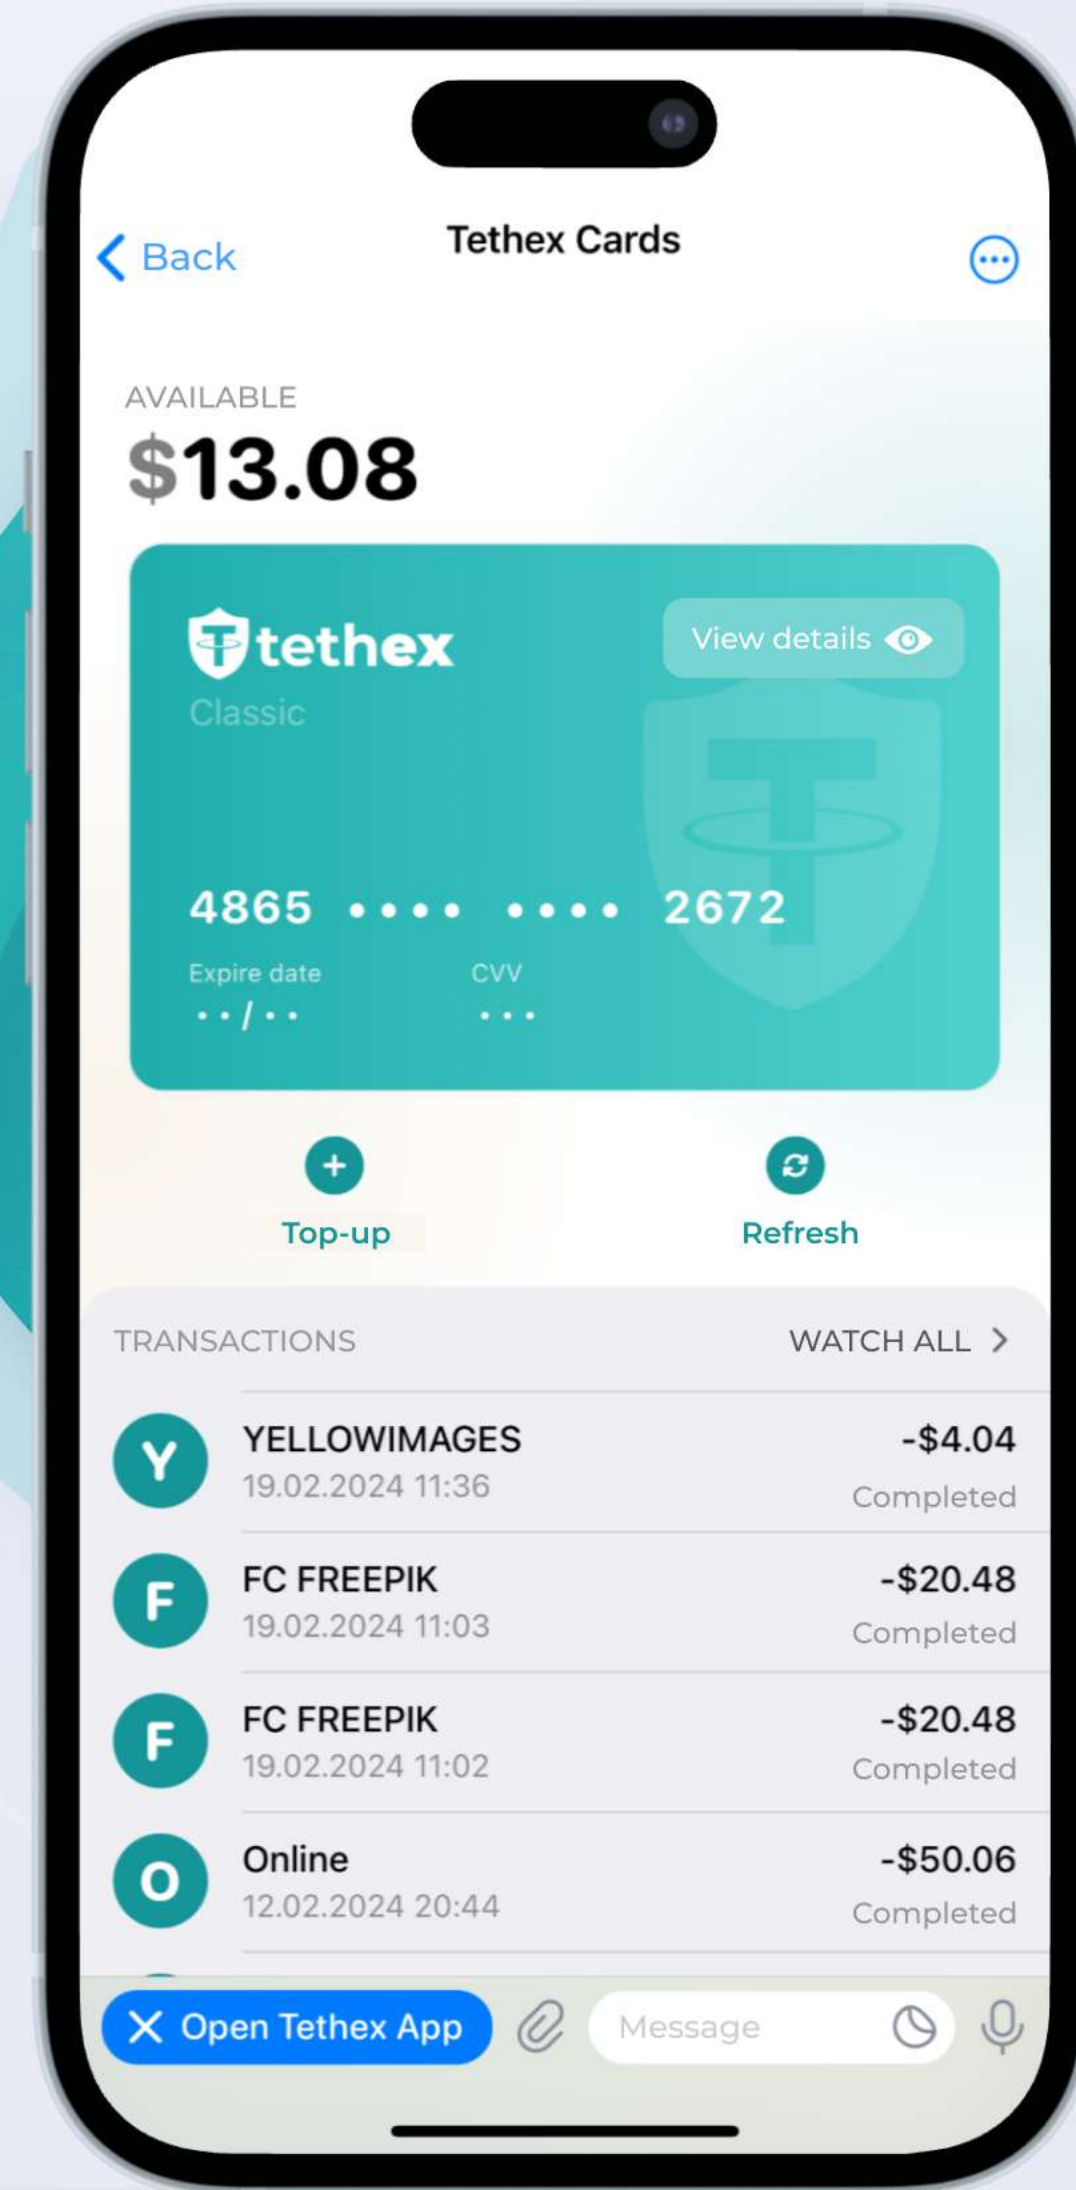 Back
Tethex Cards
AVAILABLE
$13.08
tethex
View details
Classic
4865 •••• •••• 2672
Expire date CVV
••/•• •••
Top-up Refresh
TRANSACTIONS WATCH ALL
Y YELLOWIMAGES -$4.04
19.02.2024 11:36 Completed
F FC FREEPIK -$20.48
19.02.2024 11:03 Completed
F FC FREEPIK -$20.48
19.02.2024 11:02 Completed
O Online -$50.06
12.02.2024 20:44 Completed
Open Tethex App Message